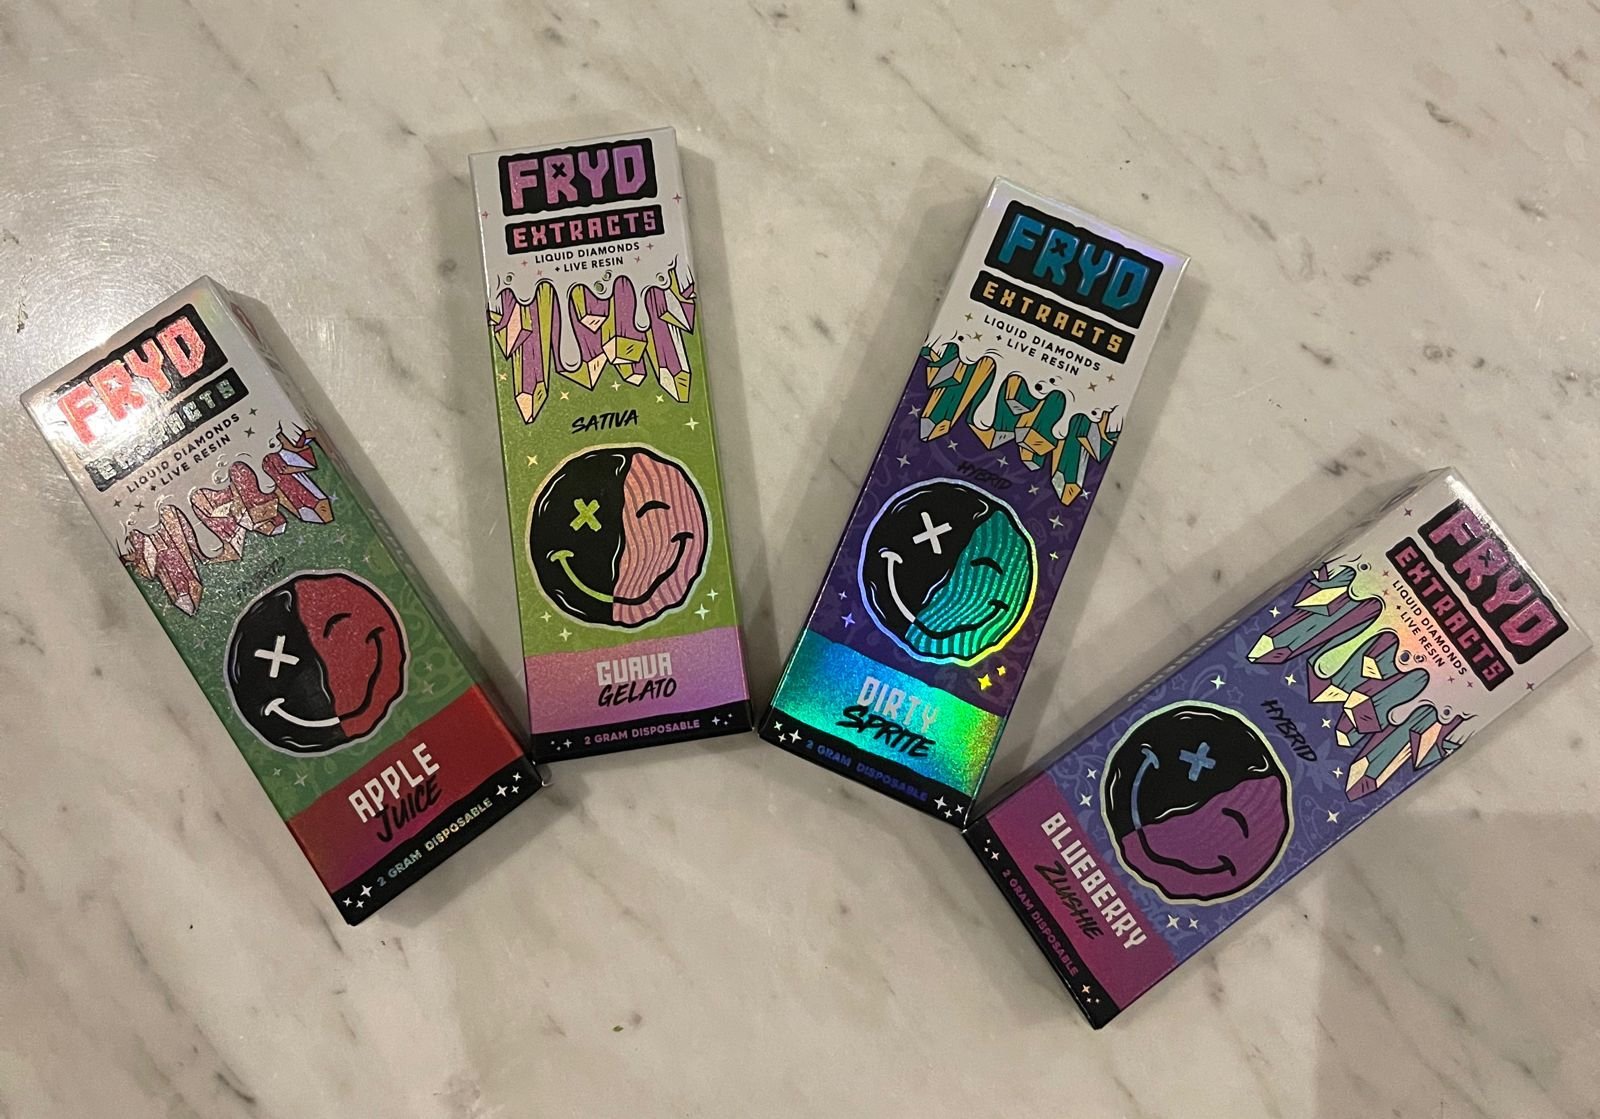 FRYD
EXTRACTS
LIQUID DIAMONDS
+ LIVE RESIN
HYBRID
APPLE
JUICE
2 GRAM DISPOSABLE
FRYD
EXTRACTS
LIQUID DIAMONDS
+ LIVE RESIN
SATIVA
GUAVA
GELATO
2 GRAM DISPOSABLE
FRYD
EXTRACTS
LIQUID DIAMONDS
+ LIVE RESIN
HYBRID
DIRTY
SPRITE
2 GRAM DISPOSABLE
FRYD
EXTRACTS
LIQUID DIAMONDS
+ LIVE RESIN
HYBRID
BLUEBERRY
ZLUSHIE
2 GRAM DISPOSABLE